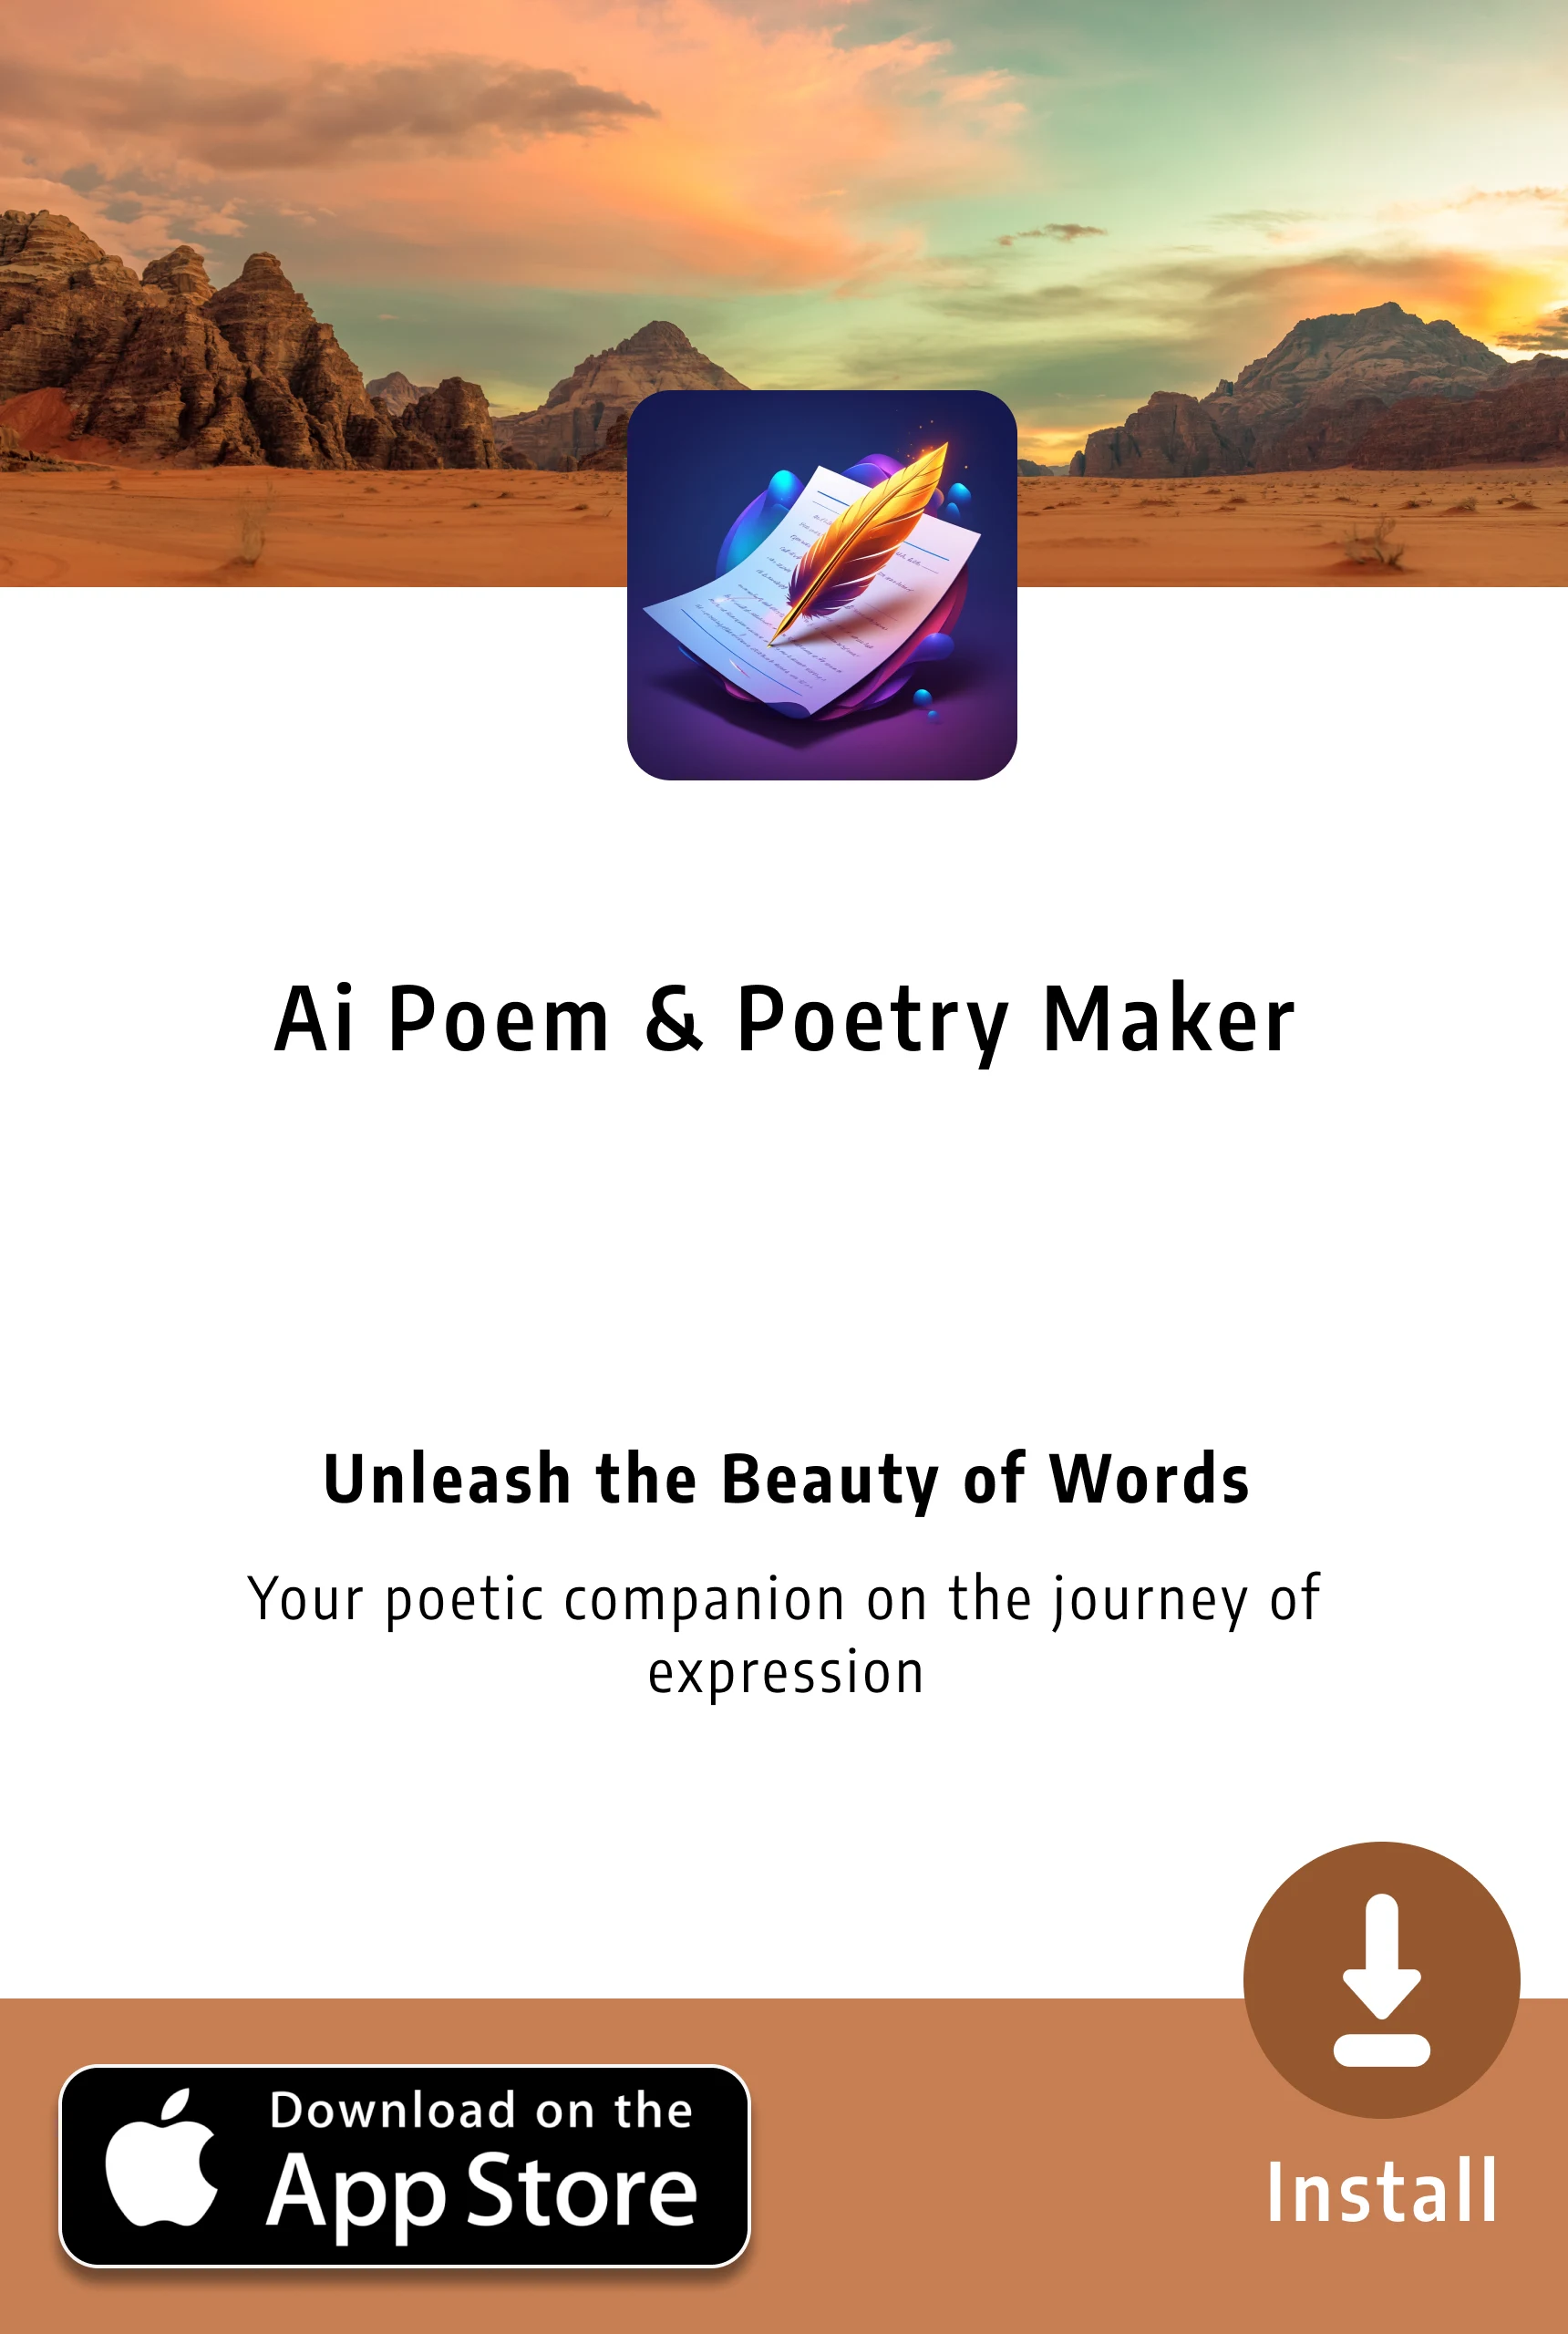 Ai Poem & Poetry Maker
Unleash the Beauty of Words
Your poetic companion on the journey of
expression
Download on the
App Store
Install